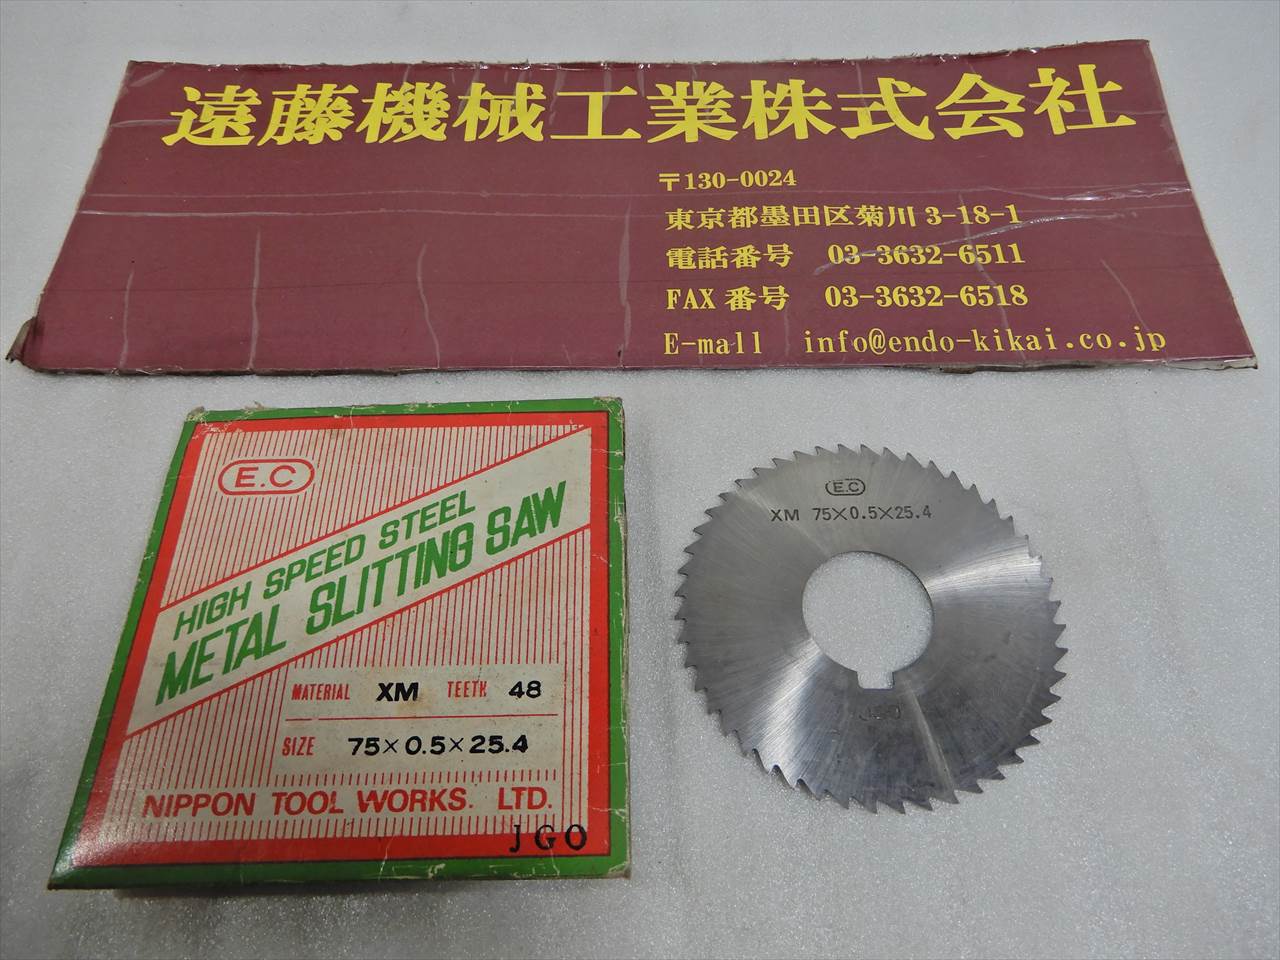 遠藤機械工業株式会社
〒130-0024
東京都墨田区菊川 3-18-1
電話番号 03-3632-6511
FAX 番号 03-3632-6518
E-mall info@endo-kikai.co.jp
E.C
HIGH SPEED STEEL
METAL SLITTING SAW
MATERIAL XM TEETH 48
SIZE 75×0.5×25.4
NIPPON TOOL WORKS. LTD.
JGO
E.C
XM 75×0.5×25.4
JGO